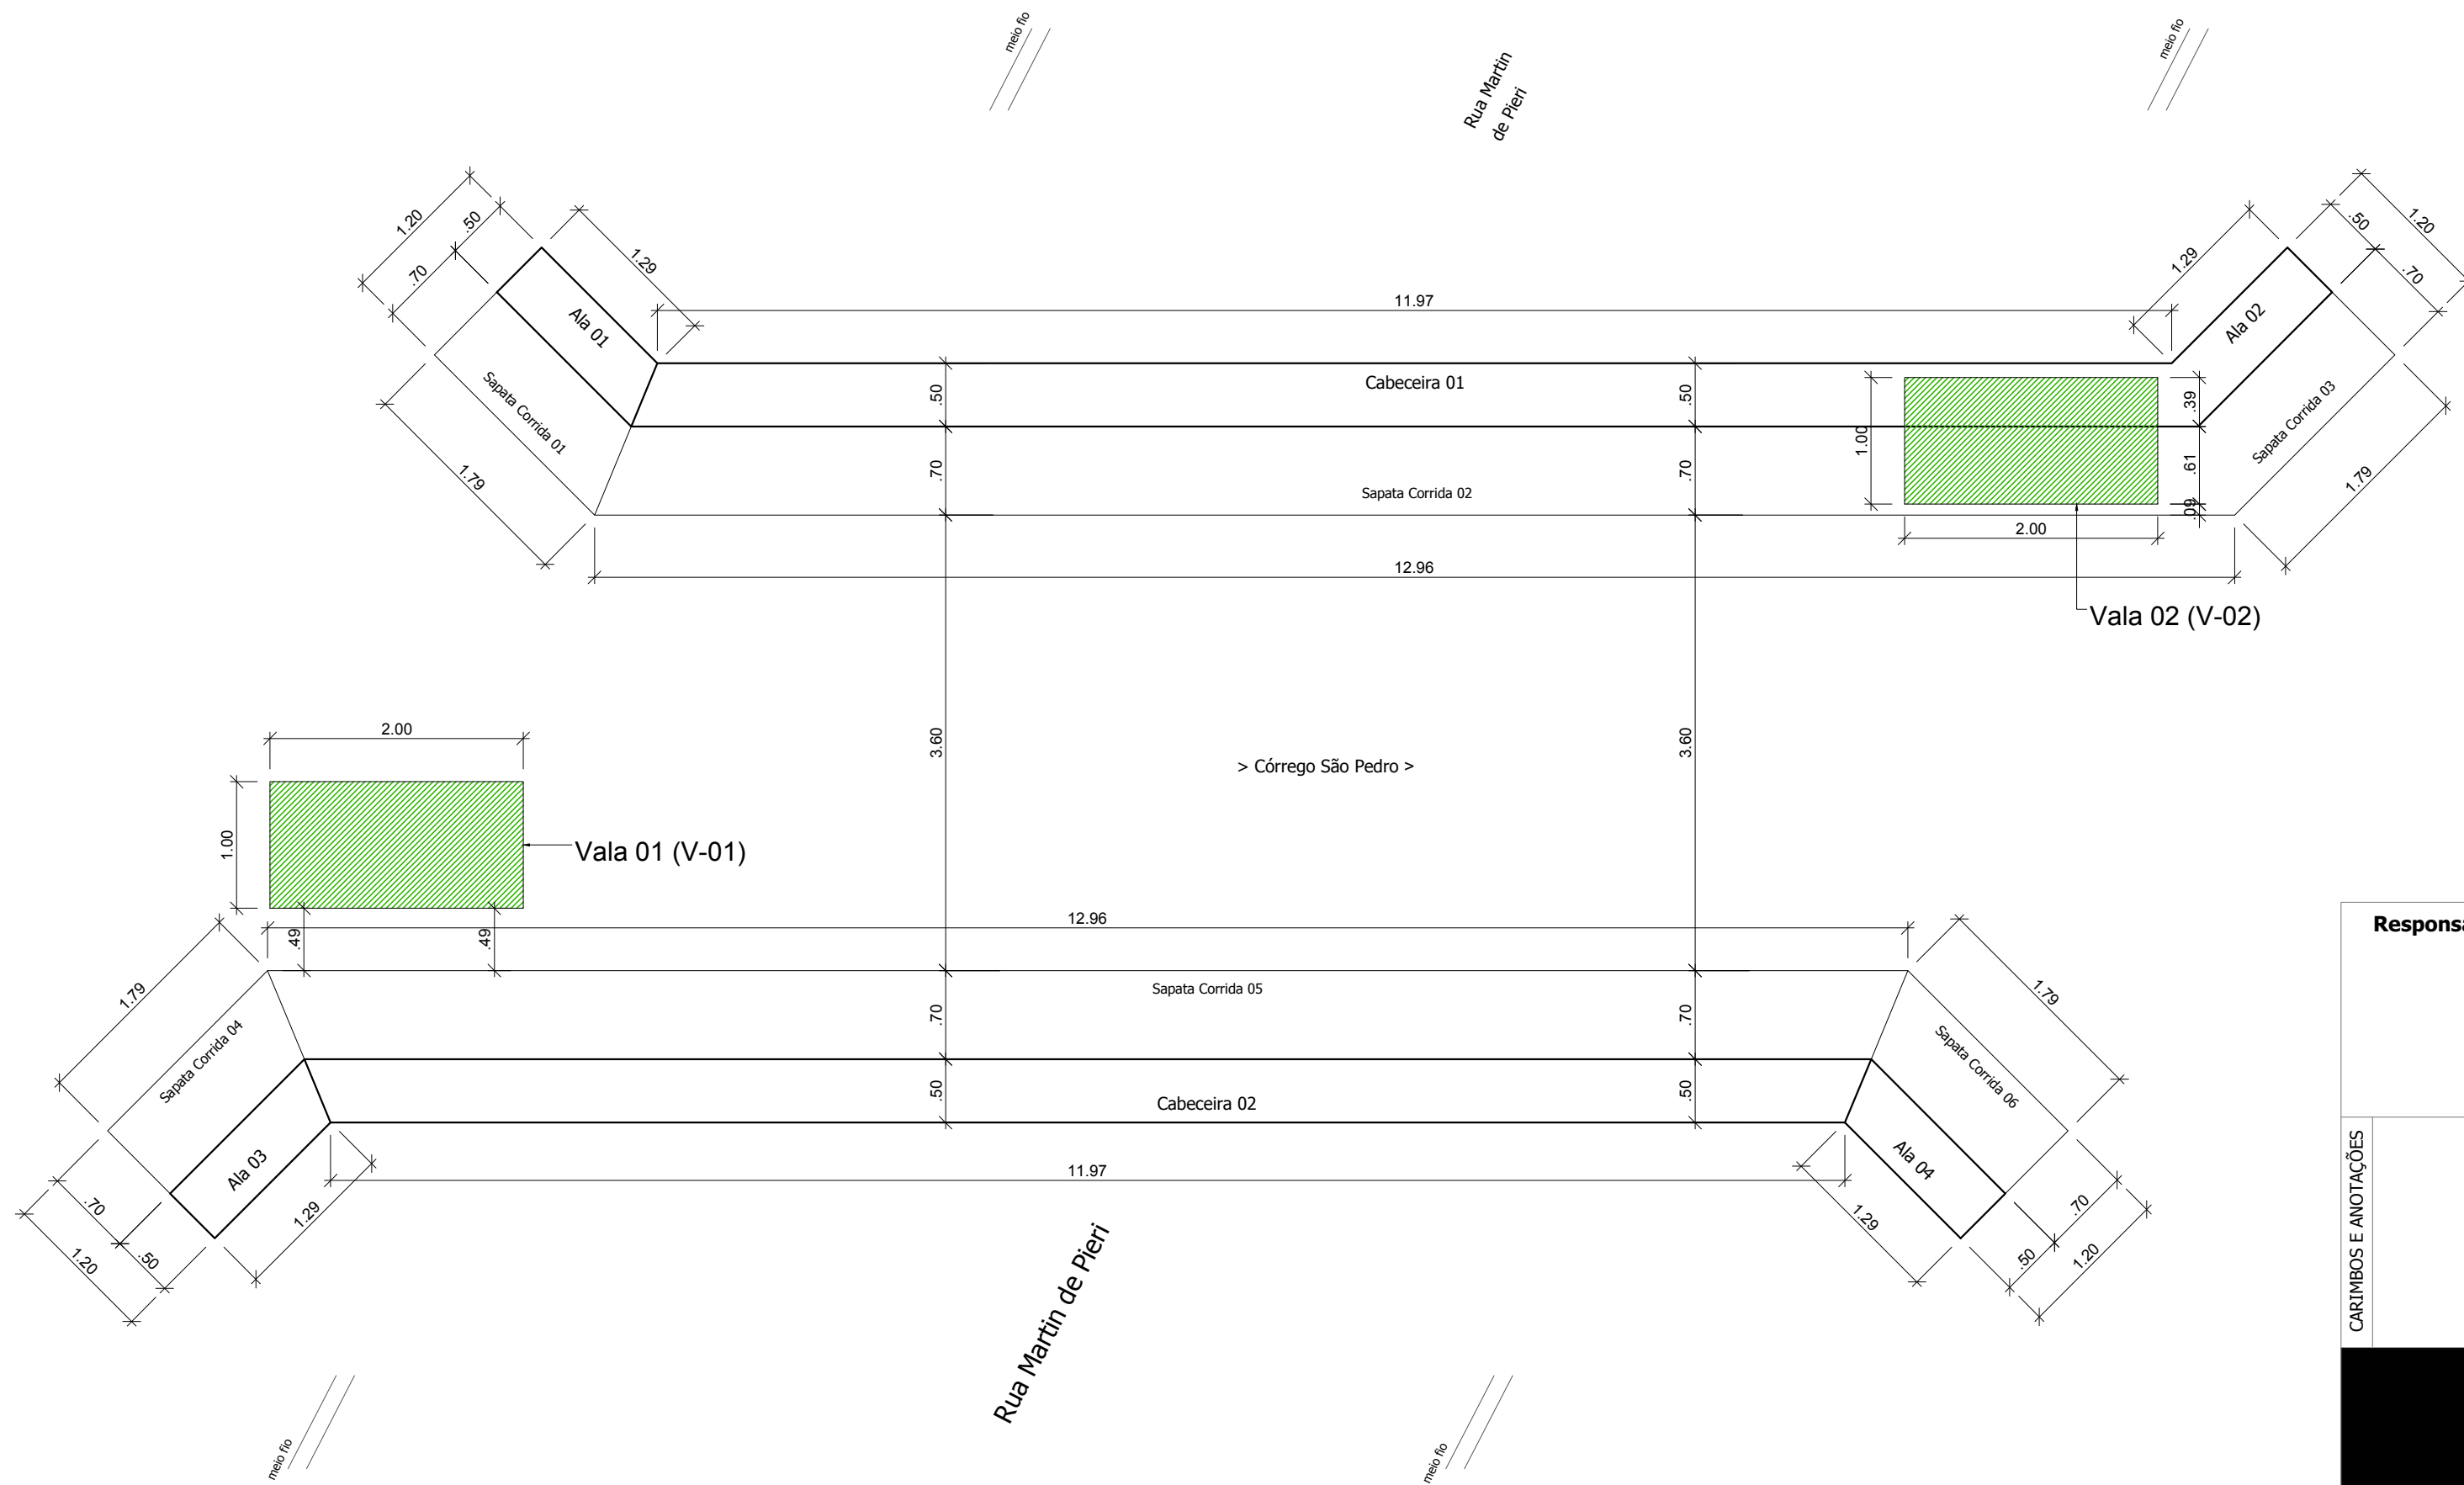 meio fio
meio fio
Rua Martin
de Pieri
1.20
.50
.70
1.29
1.29
.50
1.20
.70
Ala 01
11.97
Ala 02
Sapata Corrida 01
.50
Cabeceira 01
.50
1.00
.39
Sapata Corrida 03
1.79
.70
Sapata Corrida 02
.70
.61
.09
1.79
2.00
12.96
Vala 02 (V-02)
2.00
3.60
> Córrego São Pedro >
3.60
1.00
Vala 01 (V-01)
.49
.49
12.96
1.79
1.79
Sapata Corrida 05
Sapata Corrida 04
.70
.70
Sapata Corrida 06
Ala 03
.50
Cabeceira 02
.50
Ala 04
.70
.50
1.20
1.29
11.97
1.29
.70
.50
1.20
Rua Martin de Pieri
meio fio
meio fio
Responsa
CARIMBOS E ANOTAÇÕES